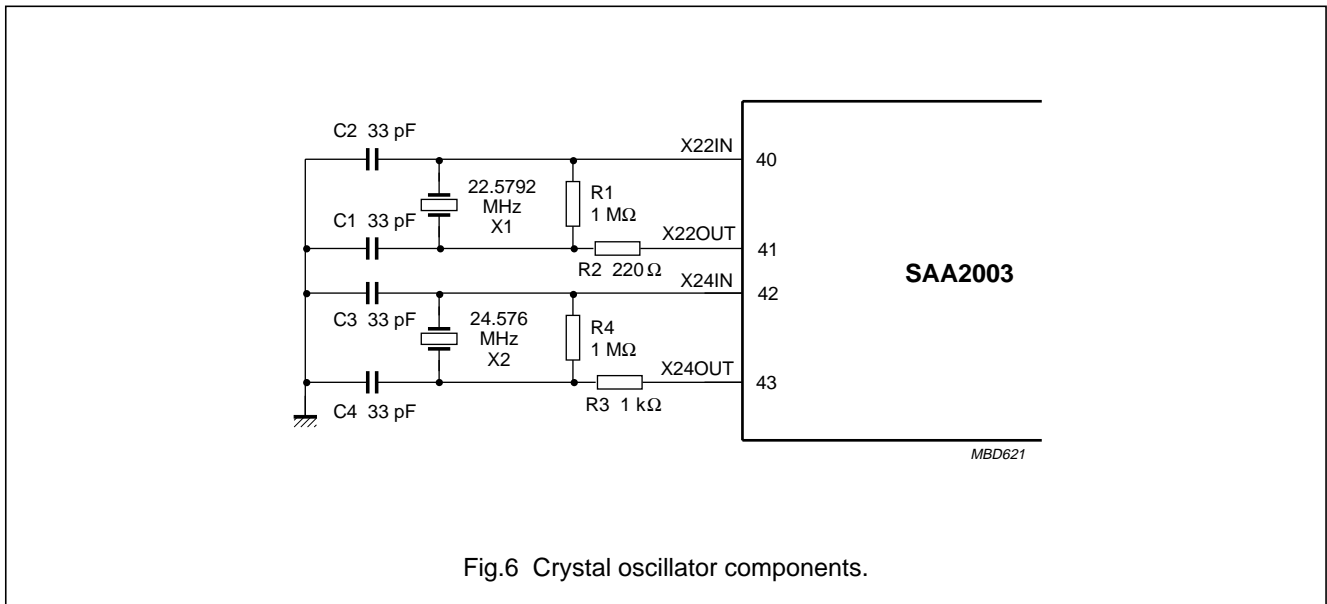 C2 33 pF
X22IN
40
22.5792
MHz
X1
R1
1 MΩ
C1 33 pF
X22OUT
41
R2 220 Ω
SAA2003
X24IN
42
C3 33 pF
24.576
MHz
X2
R4
1 MΩ
X24OUT
43
R3 1 kΩ
C4 33 pF
MBD621
Fig.6 Crystal oscillator components.